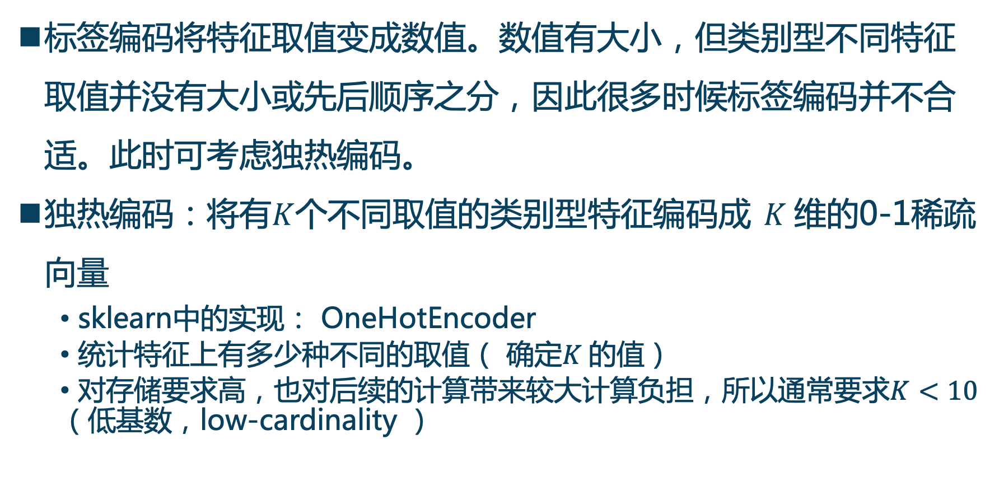 ■标签编码将特征取值变成数值。数值有大小，但类别型不同特征
取值并没有大小或先后顺序之分，因此很多时候标签编码并不合
适。此时可考虑独热编码。
■独热编码：将有K个不同取值的类别型特征编码成 K 维的0-1稀疏
向量
• sklearn中的实现： OneHotEncoder
• 统计特征上有多少种不同的取值（ 确定K 的值）
• 对存储要求高，也对后续的计算带来较大计算负担，所以通常要求K < 10
（低基数，low-cardinality ）